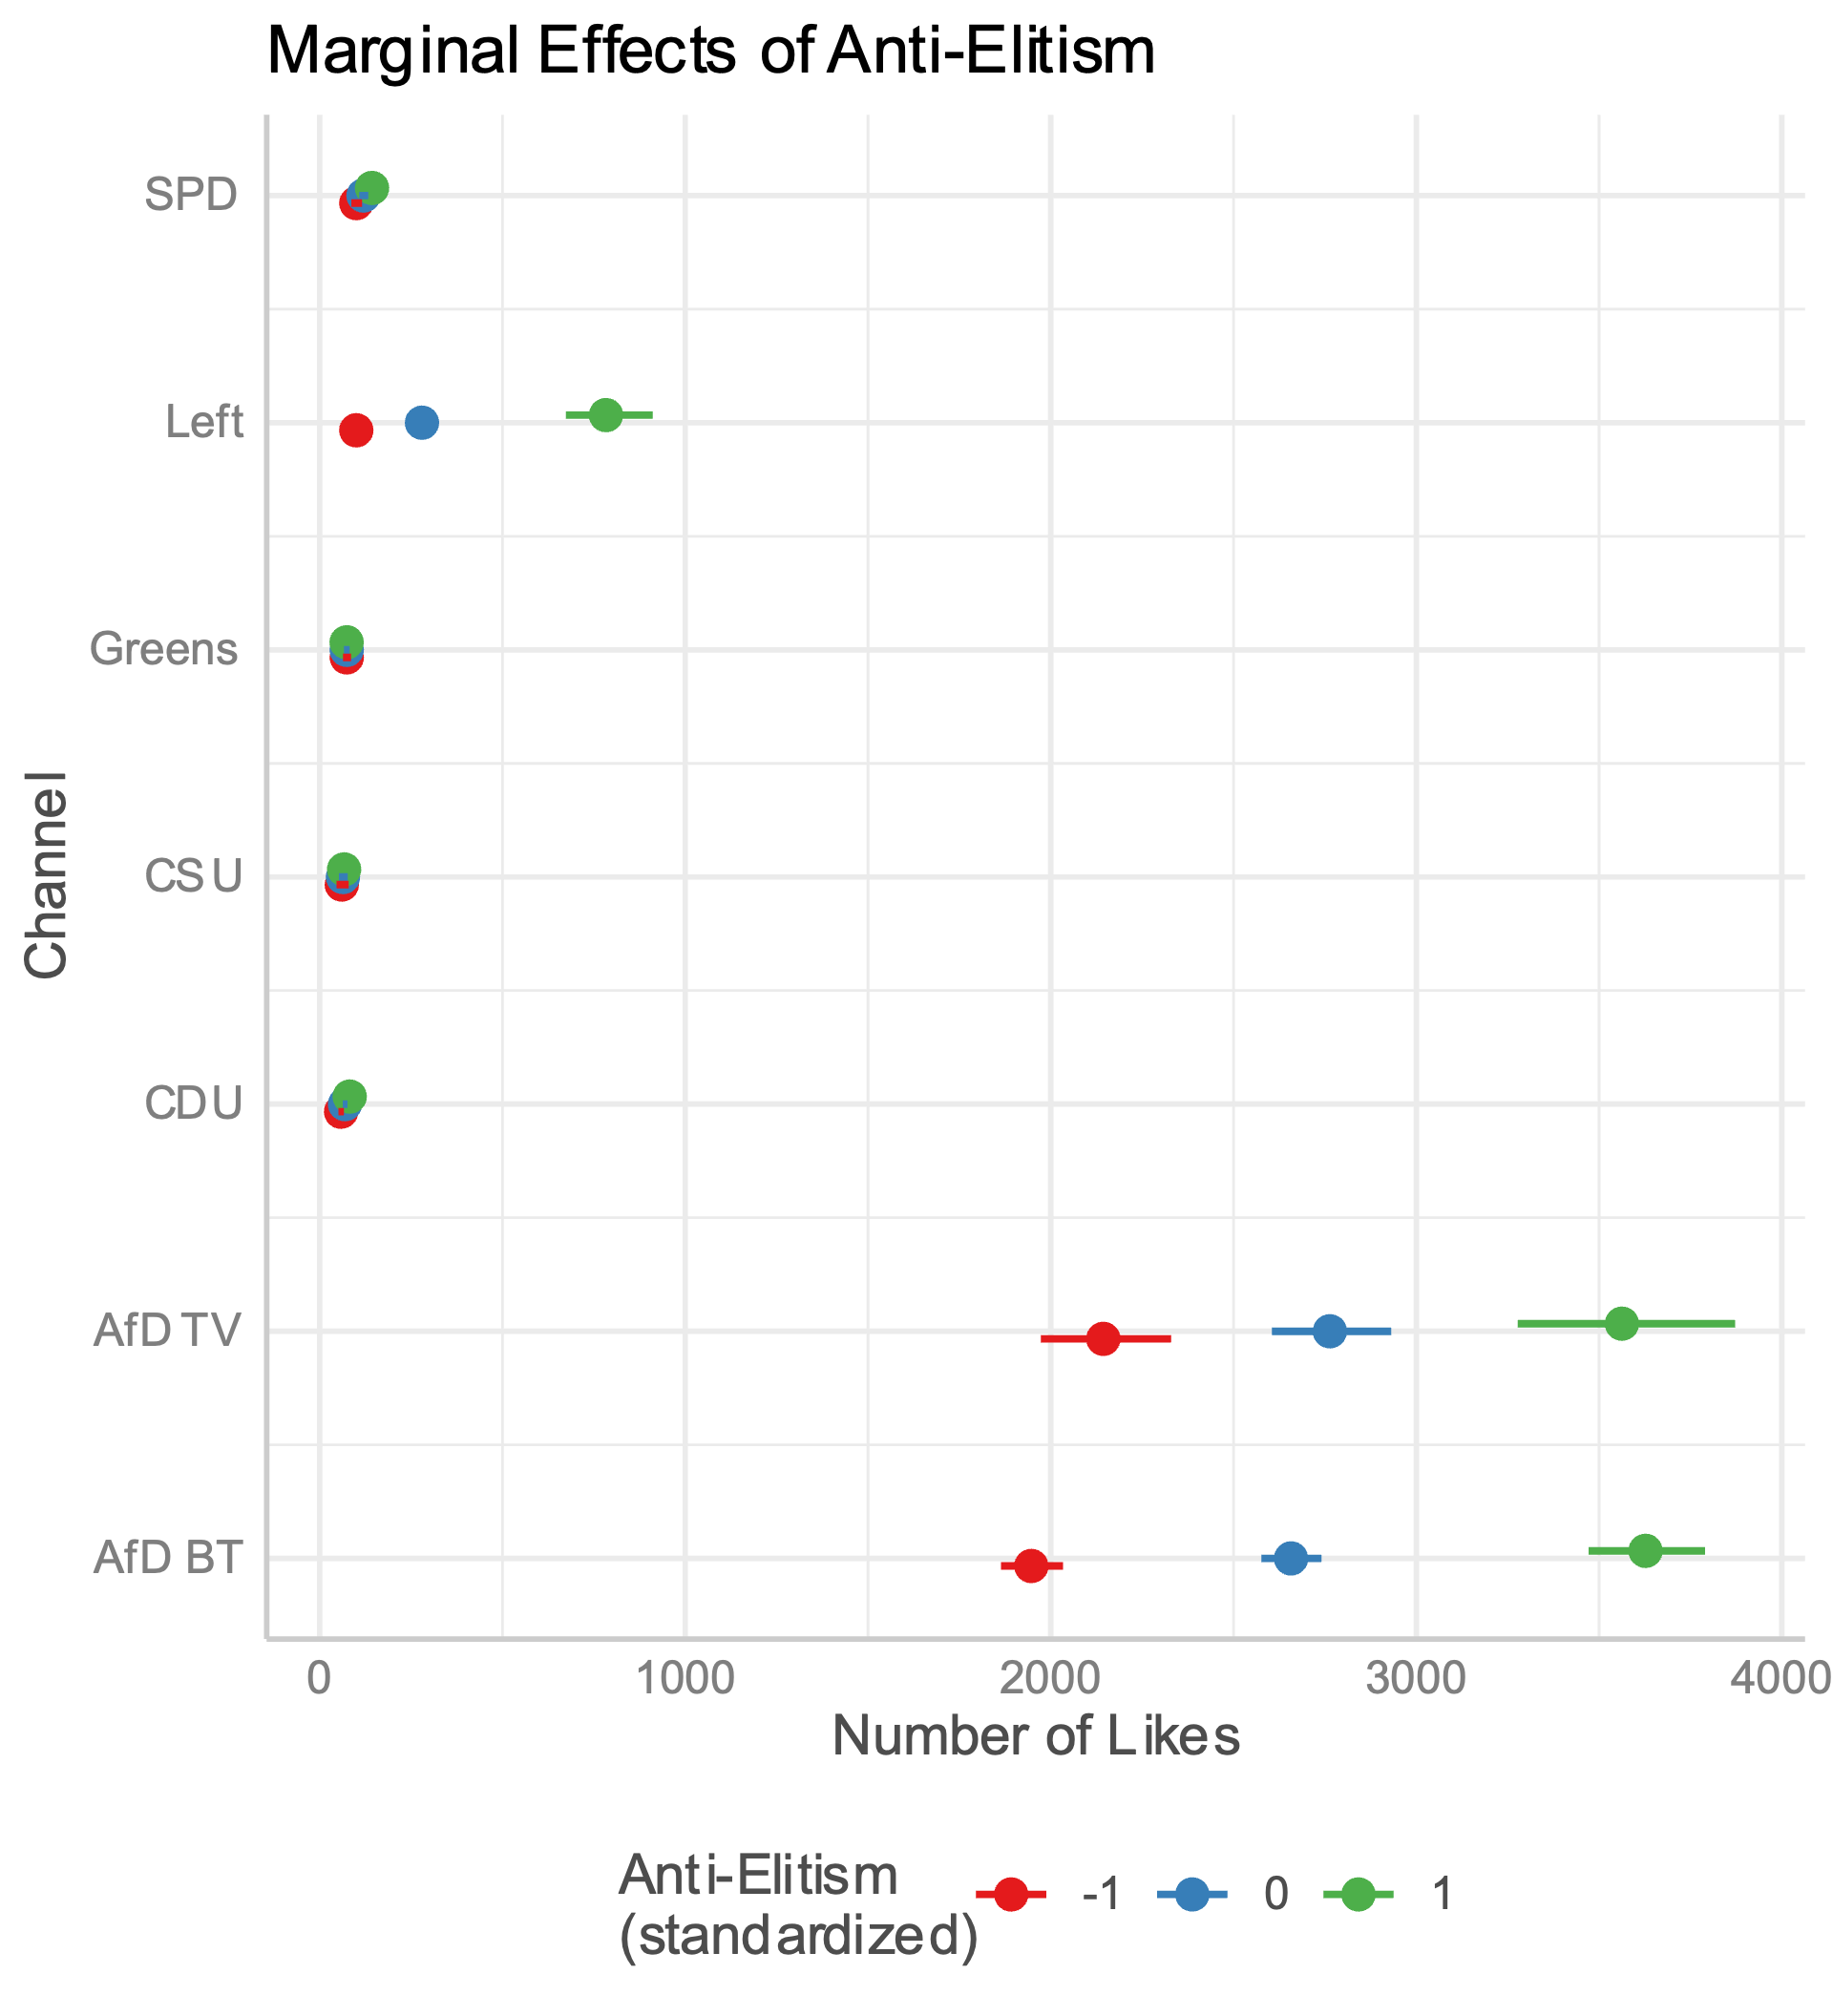 Marginal Effects of Anti-Elitism
SPD
Left
Greens
CSU
CDU
AfD TV
AfD BT
Channel
0 1000 2000 3000 4000
Number of Likes
Anti-Elitism
(standardized)
-1 0 1